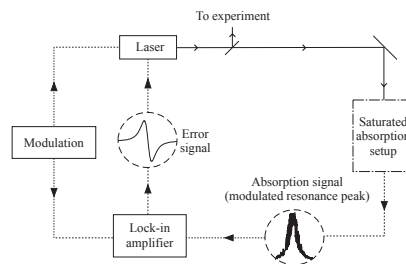 To experiment
Laser
Modulation
Error
signal
Saturated
absorption
setup
Absorption signal
(modulated resonance peak)
Lock-in
amplifier